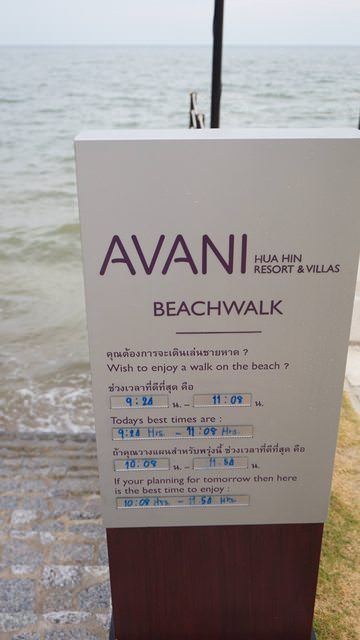 AVANI HUA HIN
RESORT & VILLAS
BEACHWALK
คุณต้องการจะเดินเล่นชายหาด ?
Wish to enjoy a walk on the beach ?
ช่วงเวลาที่ดีที่สุด คือ
9:21 น. – 11:08 น.
Todays best times are :
9:21 Hrs. – 11:08 Hrs.
ถ้าคุณวางแผนสำหรับพรุ่งนี้ ช่วงเวลาที่ดีที่สุด คือ
10:08 น. – 11:51 น.
If your planning for tomorrow then here
is the best time to enjoy :
10:08 Hrs – 11:51 Hrs.